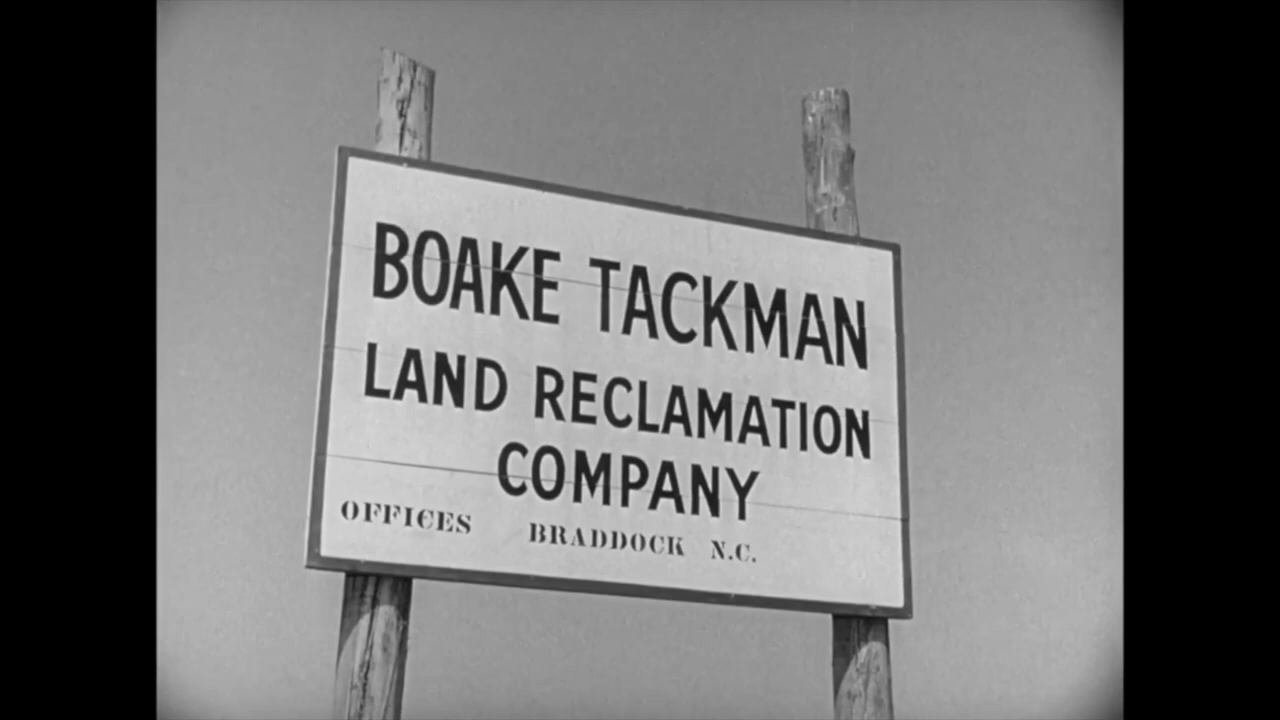 BOAKE TACKMAN
LAND RECLAMATION
COMPANY
OFFICES BRADDOCK N.C.